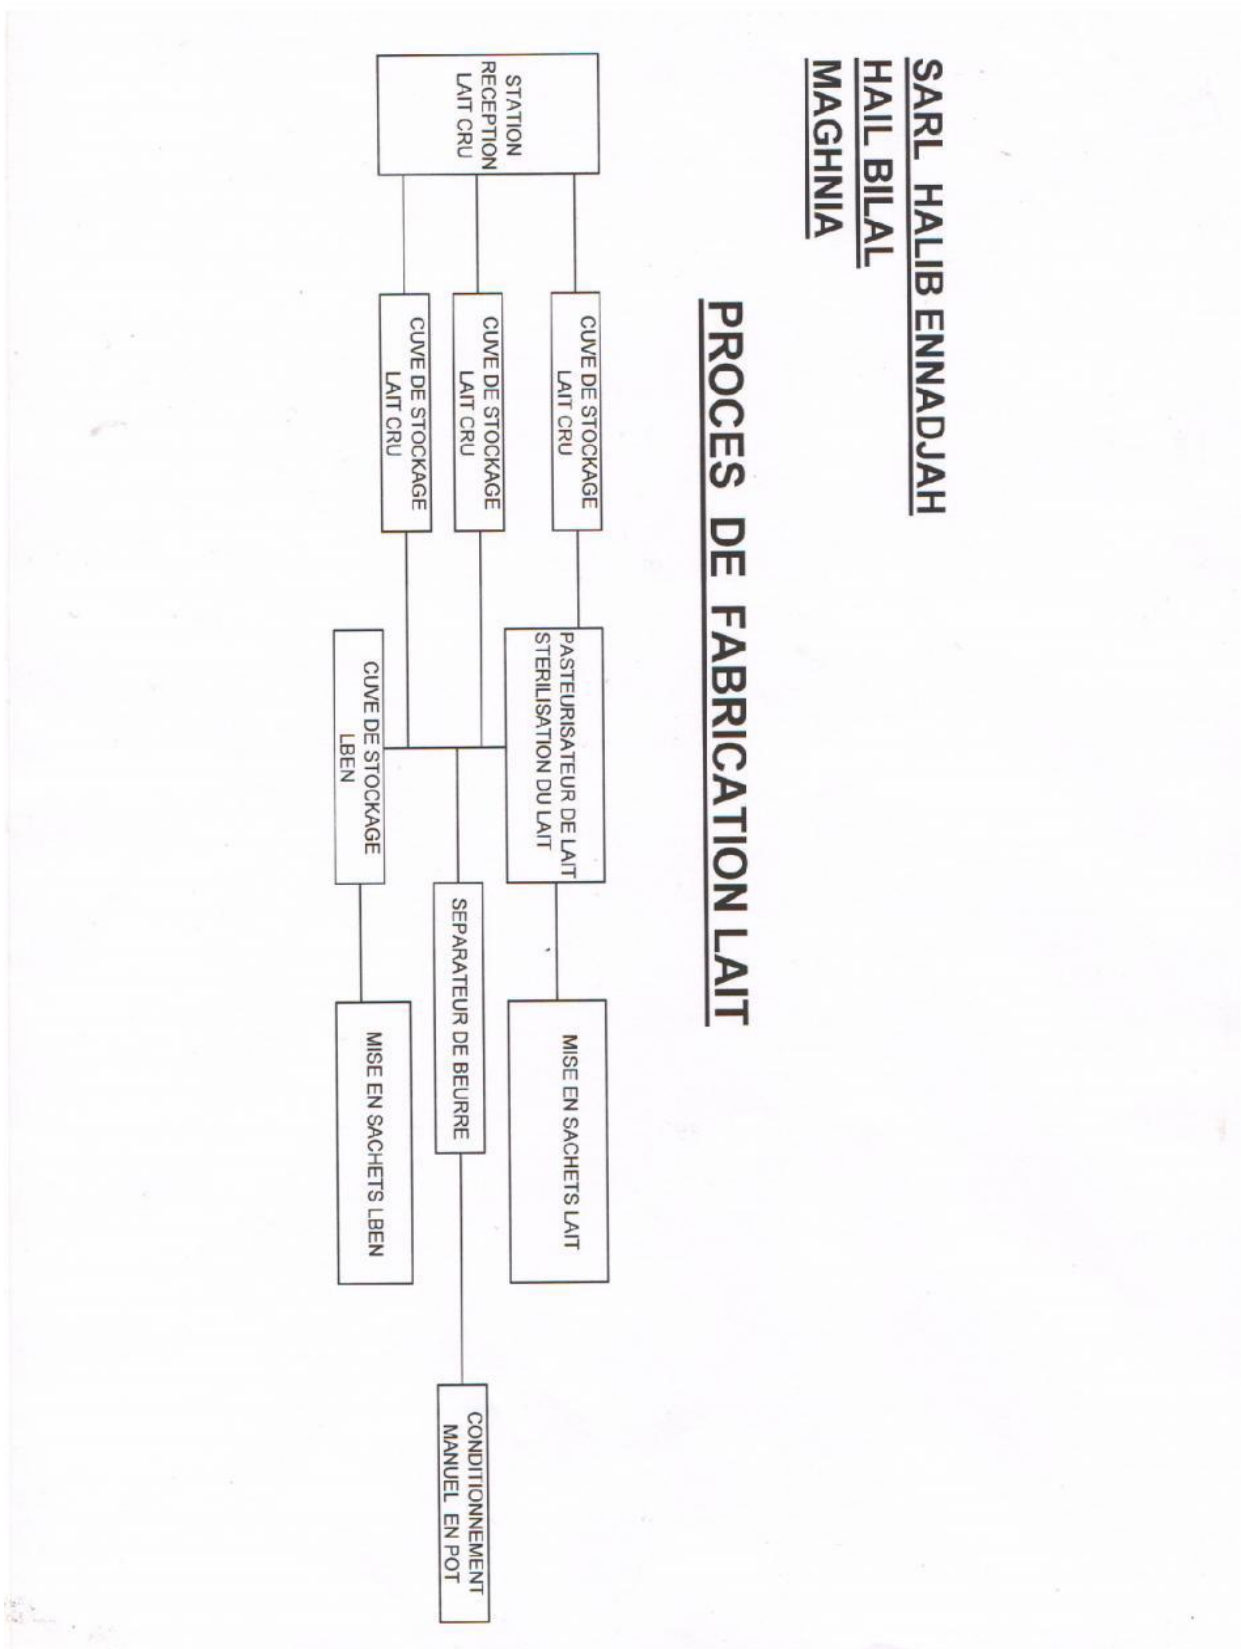 SARL HALIB ENNADJAH
HAIL BILAL
MAGHNIA
PROCES DE FABRICATION LAIT
STATION
RECEPTION
LAIT CRU
CUVE DE STOCKAGE
LAIT CRU
CUVE DE STOCKAGE
LAIT CRU
CUVE DE STOCKAGE
LAIT CRU
PASTEURISATEUR DE LAIT
STERILISATION DU LAIT
CUVE DE STOCKAGE
LBEN
MISE EN SACHETS LAIT
SEPARATEUR DE BEURRE
MISE EN SACHETS LBEN
CONDITIONNEMENT
MANUEL EN POT